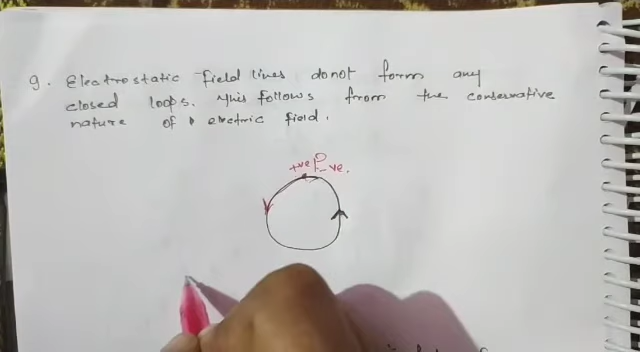 9. Electrostatic field lines donot form any
closed loops. This follows from the conservative
nature of electric field.
P
+ve -ve.